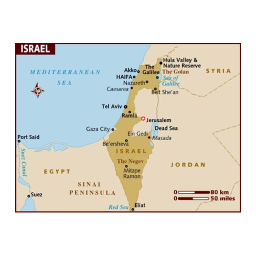 ISRAEL
MEDITERRANEAN
SEA
Akko
HAIFA
Nazareth
Caesarea
The
Galilee
Hula Valley &
Nature Reserve
The Golan
Sea of
Galilee
Bet She'an
SYRIA
Tel Aviv
Ramla
Jerusalem
Gaza City
Dead Sea
Ein Gedi
Masada
Be'ersheva
ISRAEL
The Negev
Mitzpe
Ramon
JORDAN
Port Said
Suez Canal
EGYPT
SINAI
PENINSULA
Suez
Red Sea
Eilat
0
80 km
0
50 miles